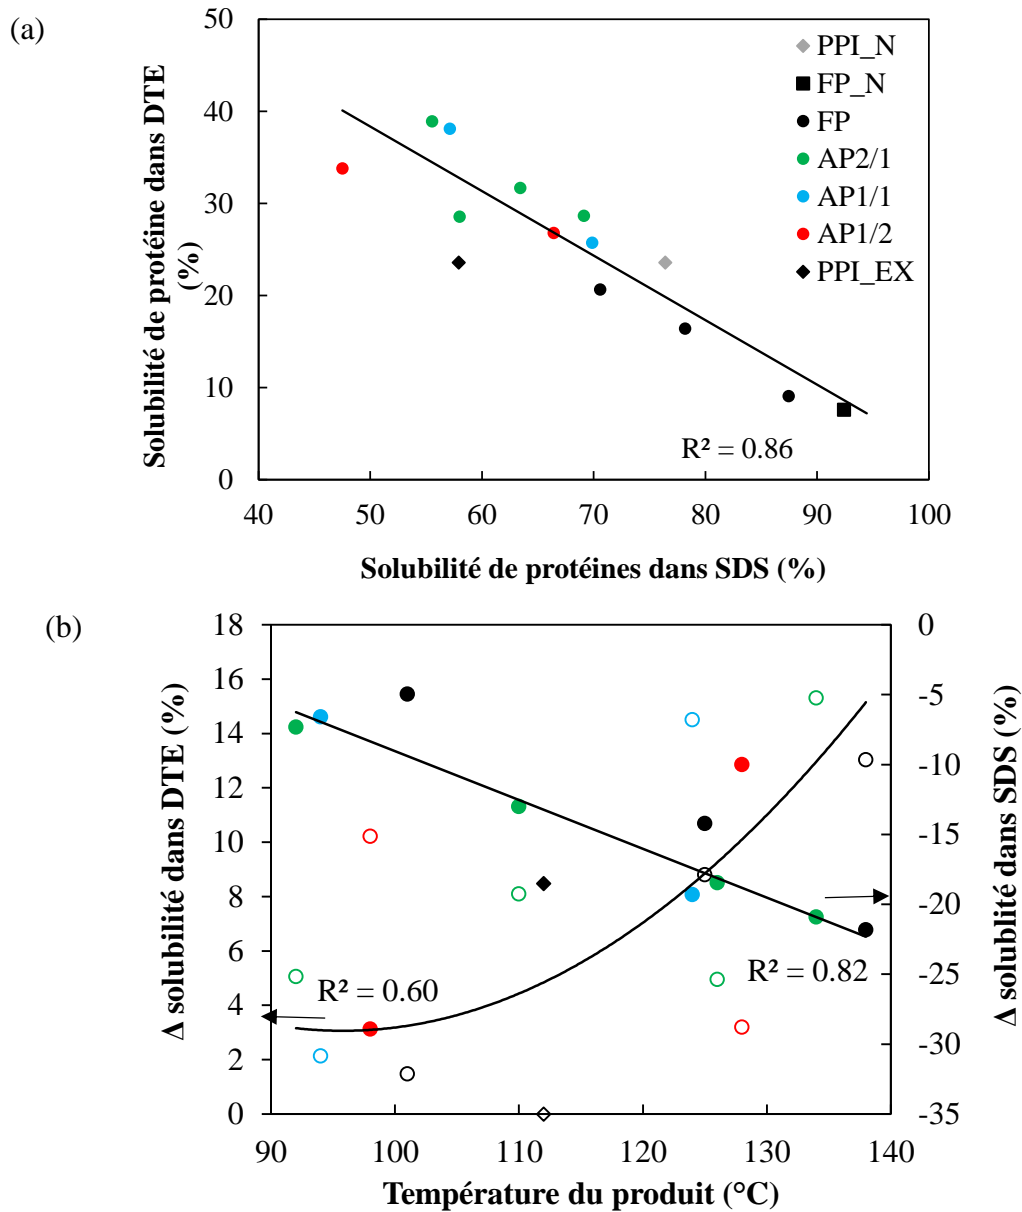 (a)
Solubilité de protéine dans DTE
(%)
50
40
30
20
10
0
PPI_N
FP_N
FP
AP2/1
AP1/1
AP1/2
PPI_EX
R² = 0.86
40 50 60 70 80 90 100
Solubilité de protéines dans SDS (%)
(b)
Δ solubilité dans DTE (%)
18
16
14
12
10
8
6
4
2
0
R² = 0.60
R² = 0.82
0
-5
-10
-15
-20
-25
-30
-35
Δ solublité dans SDS (%)
90 100 110 120 130 140
Température du produit (°C)